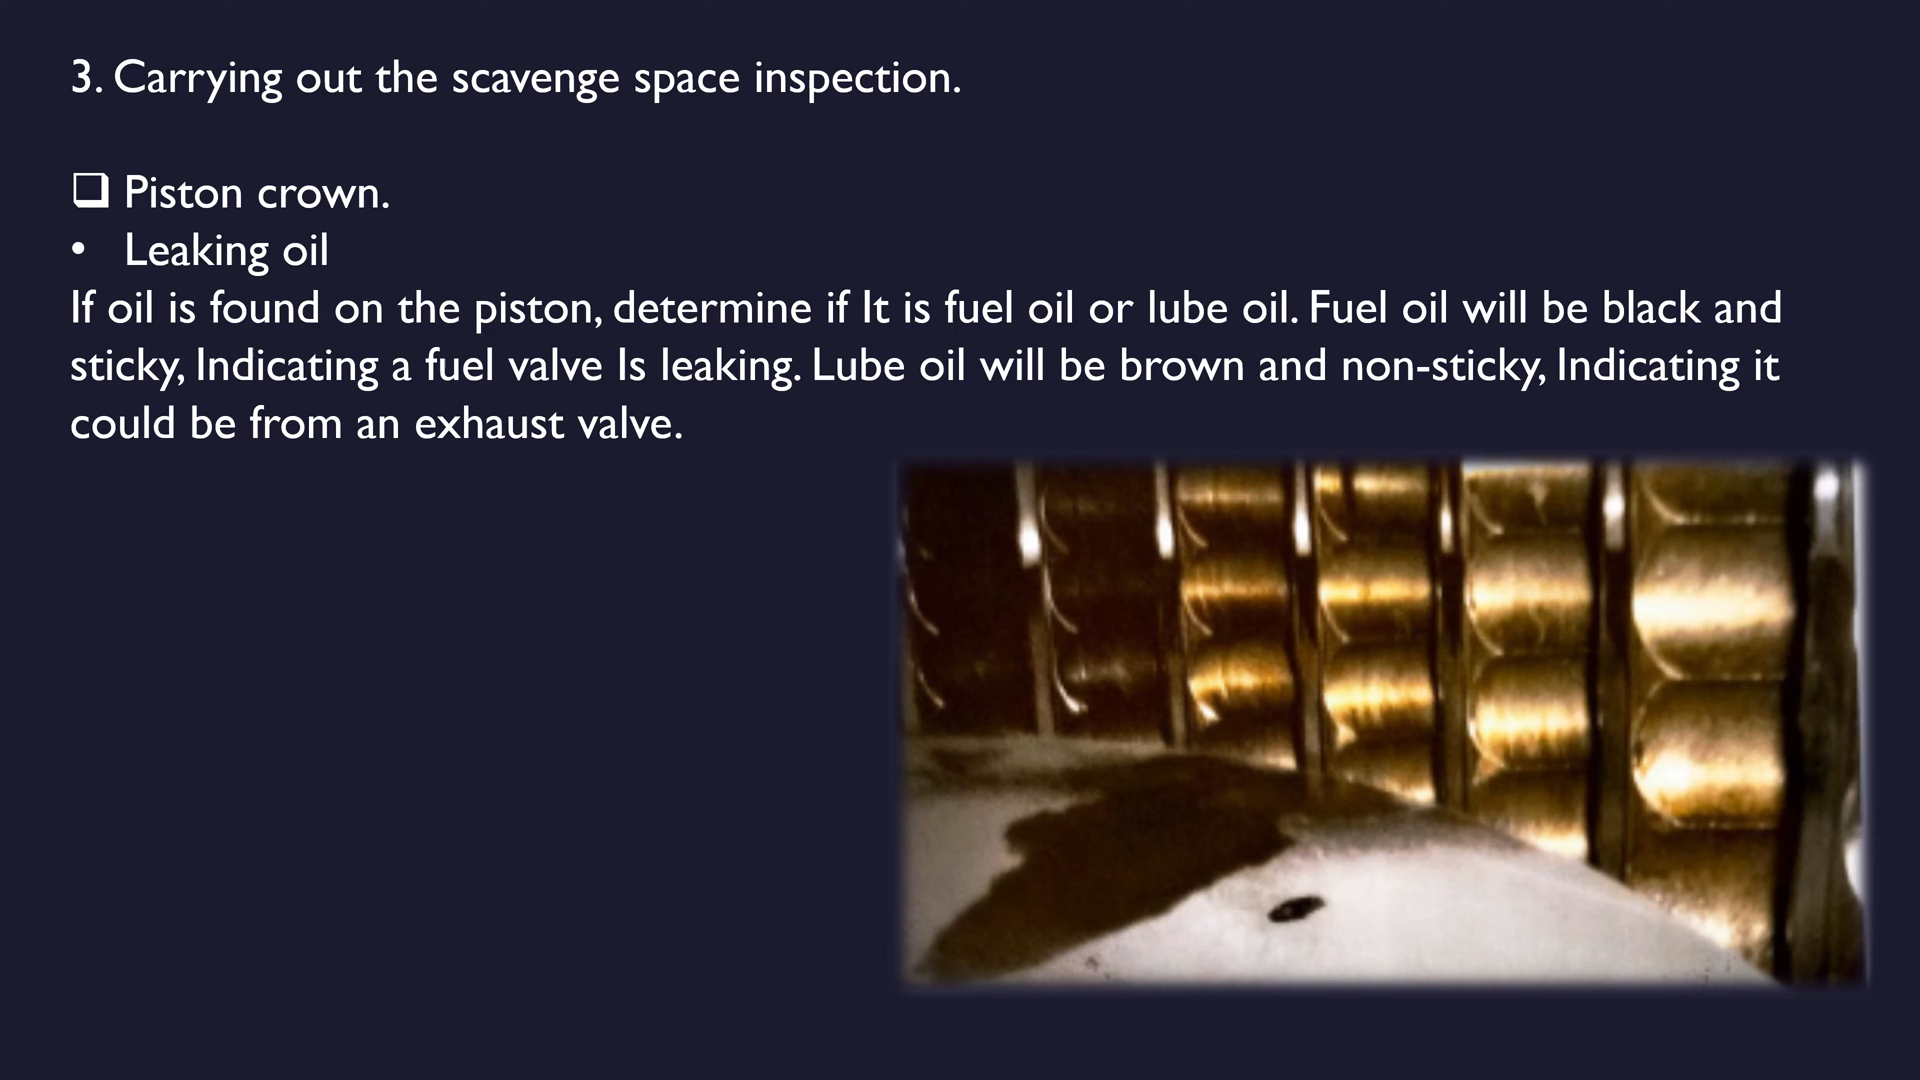 3. Carrying out the scavenge space inspection.
❑ Piston crown.
• Leaking oil
If oil is found on the piston, determine if It is fuel oil or lube oil. Fuel oil will be black and
sticky, Indicating a fuel valve Is leaking. Lube oil will be brown and non-sticky, Indicating it
could be from an exhaust valve.